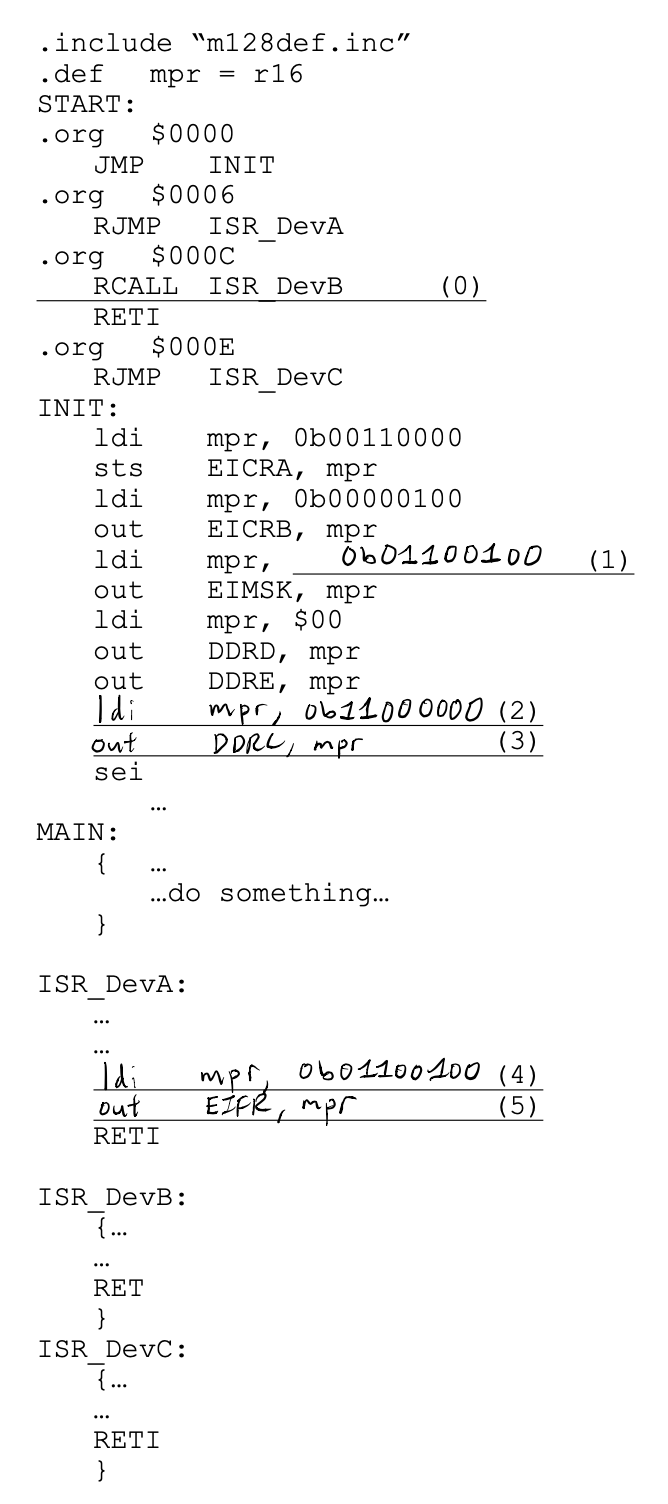 .include “m128def.inc”
.def mpr = r16
START:
.org $0000
JMP INIT
.org $0006
RJMP ISR_DevA
.org $000C
RCALL ISR_DevB (0)
RETI
.org $000E
RJMP ISR_DevC
INIT:
ldi mpr, 0b00110000
sts EICRA, mpr
ldi mpr, 0b00000100
out EICRB, mpr
ldi mpr, 0b01100100 (1)
out EIMSK, mpr
ldi mpr, $00
out DDRD, mpr
out DDRE, mpr
ldi mpr, 0b11000000 (2)
out DDRC, mpr (3)
sei
…
MAIN:
{ …
…do something…
}
ISR_DevA:
…
…
ldi mpr, 0b01100100 (4)
out EIFR, mpr (5)
RETI
ISR_DevB:
{…
…
RET
}
ISR_DevC:
{…
…
RETI
}